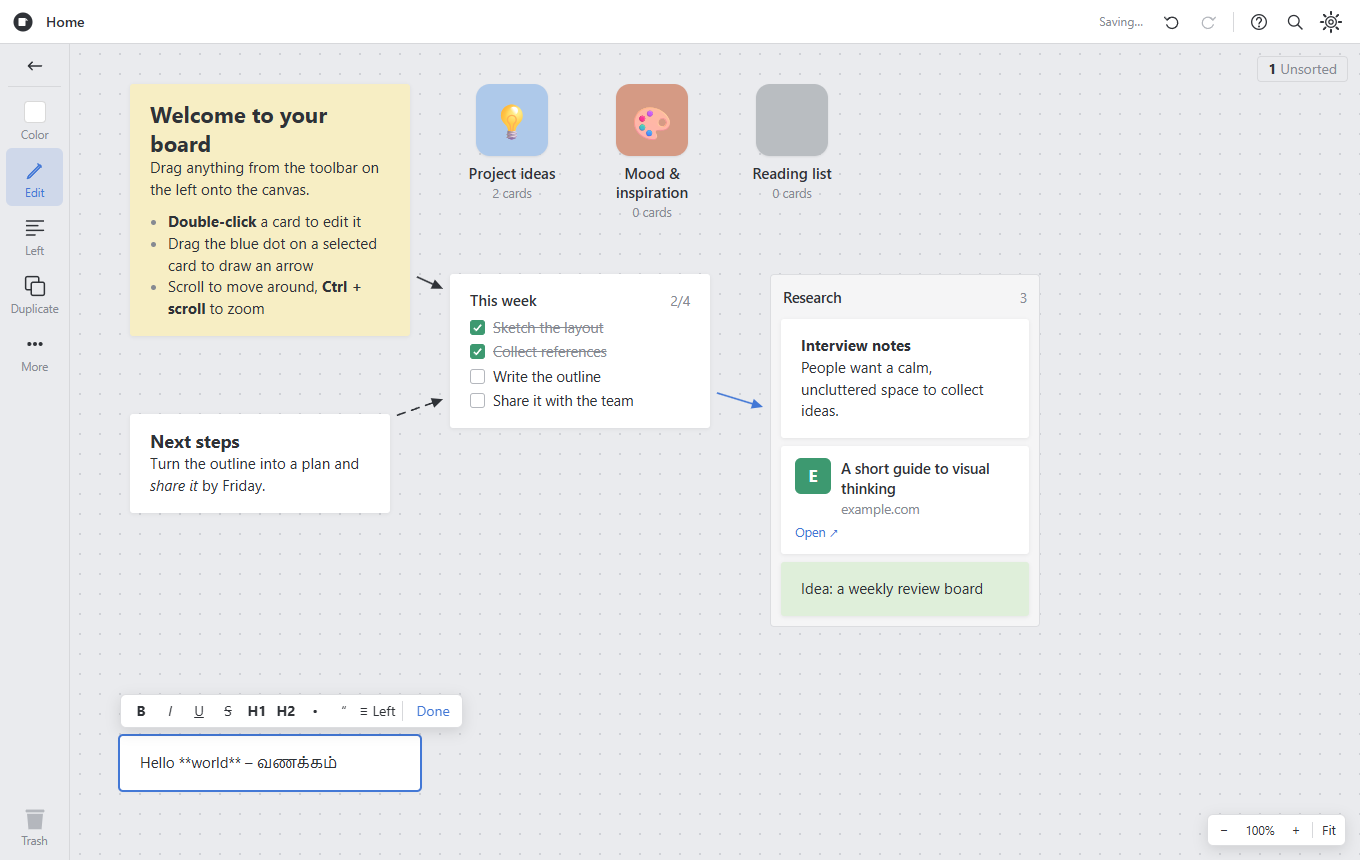 Home
Saving...
1 Unsorted
Color
Edit
Left
Duplicate
More
Trash
Welcome to your
board
Drag anything from the toolbar on
the left onto the canvas.
• Double-click a card to edit it
• Drag the blue dot on a selected
card to draw an arrow
• Scroll to move around, Ctrl +
scroll to zoom
Project ideas
2 cards
Mood &
inspiration
0 cards
Reading list
0 cards
This week 2/4
Sketch the layout
Collect references
Write the outline
Share it with the team
Next steps
Turn the outline into a plan and
share it by Friday.
Research 3
Interview notes
People want a calm,
uncluttered space to collect
ideas.
E
A short guide to visual
thinking
example.com
Open ↗
Idea: a weekly review board
B I U S H1 H2 • “ ≡ Left Done
Hello **world** – வணக்கம்
− 100% + Fit